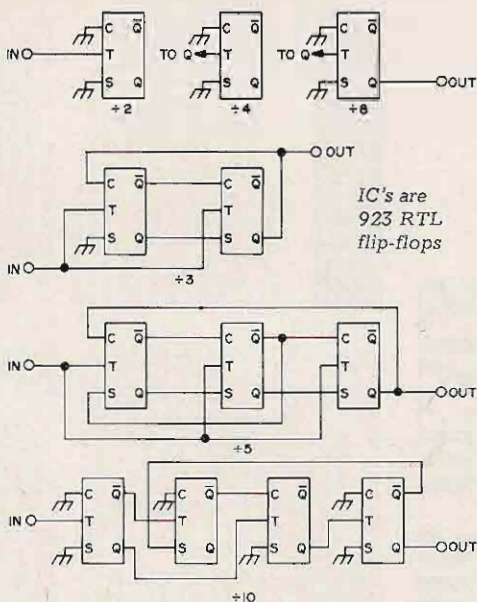 C Q̄ C Q̄ C Q̄
IN T TO Q T TO Q T
S Q S Q S Q OUT
÷2 ÷4 ÷8
OUT
C Q̄ C Q̄
T T
S Q S Q
IN
÷3
IC's are
923 RTL
flip-flops
C Q̄ C Q̄ C Q̄
IN T T T
S Q S Q S Q OUT
÷5
C Q̄ C Q̄ C Q̄ C Q̄
IN T T T T
S Q S Q S Q S Q OUT
÷10